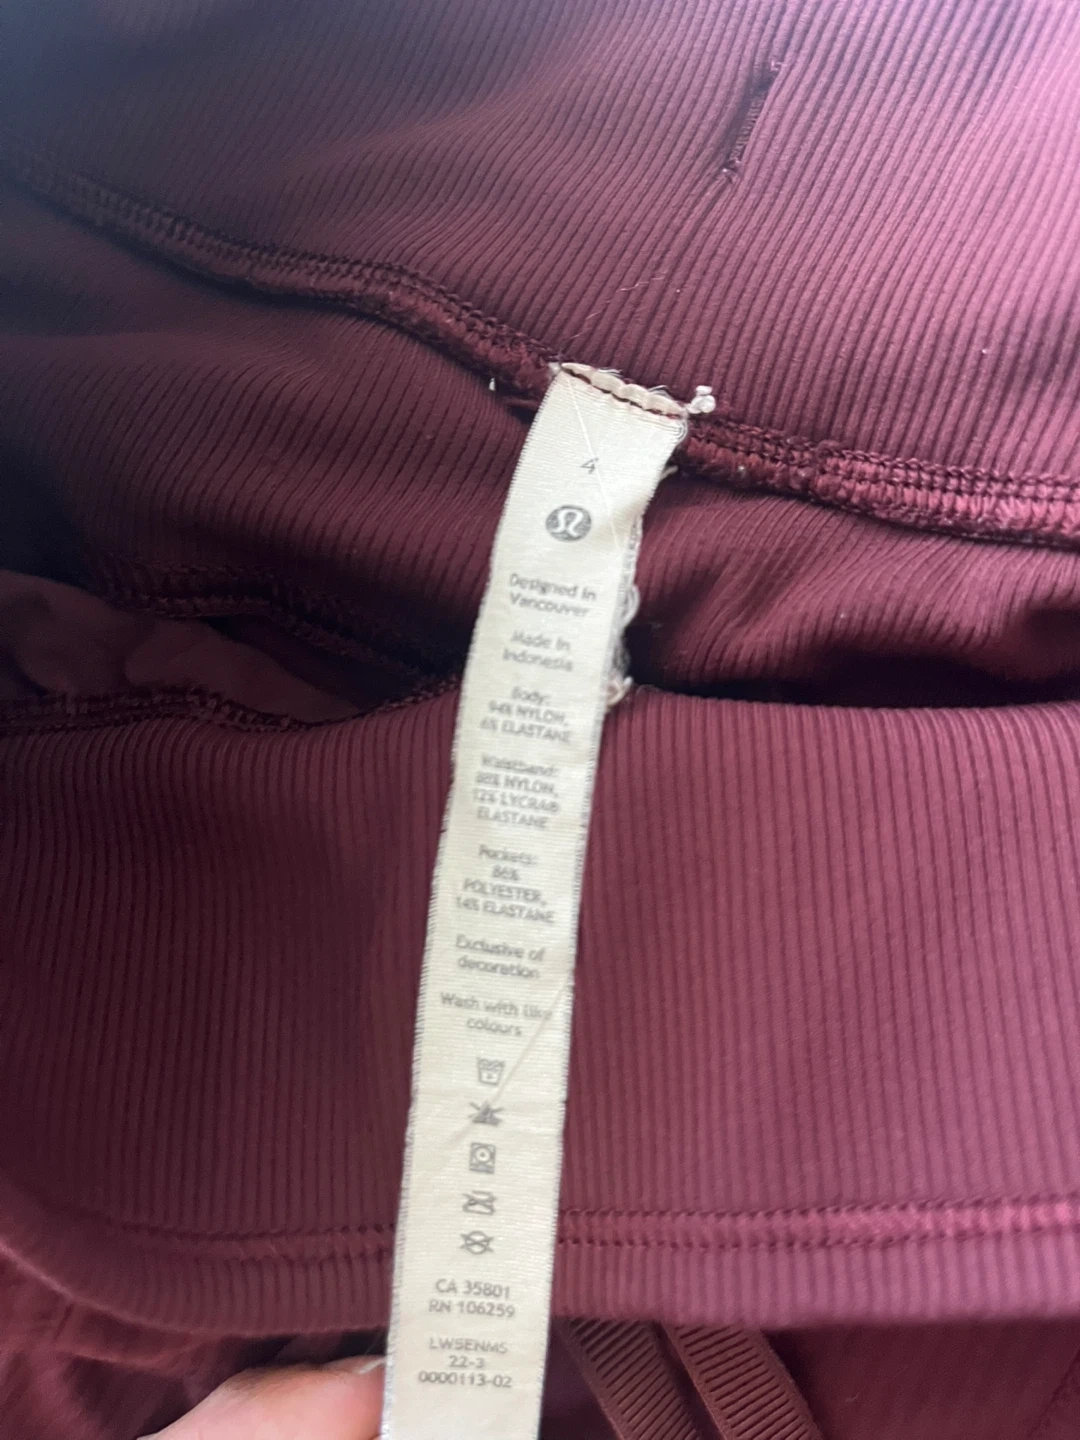 4
Designed in
Vancouver
Made in
Indonesia
Body:
94% NYLON,
6% ELASTANE
Waistband:
88% NYLON,
12% LYCRA®
ELASTANE
Pockets:
86%
POLYESTER,
14% ELASTANE
Exclusive of
decoration
Wash with like
colours
CA 35801
RN 106259
LW5ENMS
22-3
0000113-02